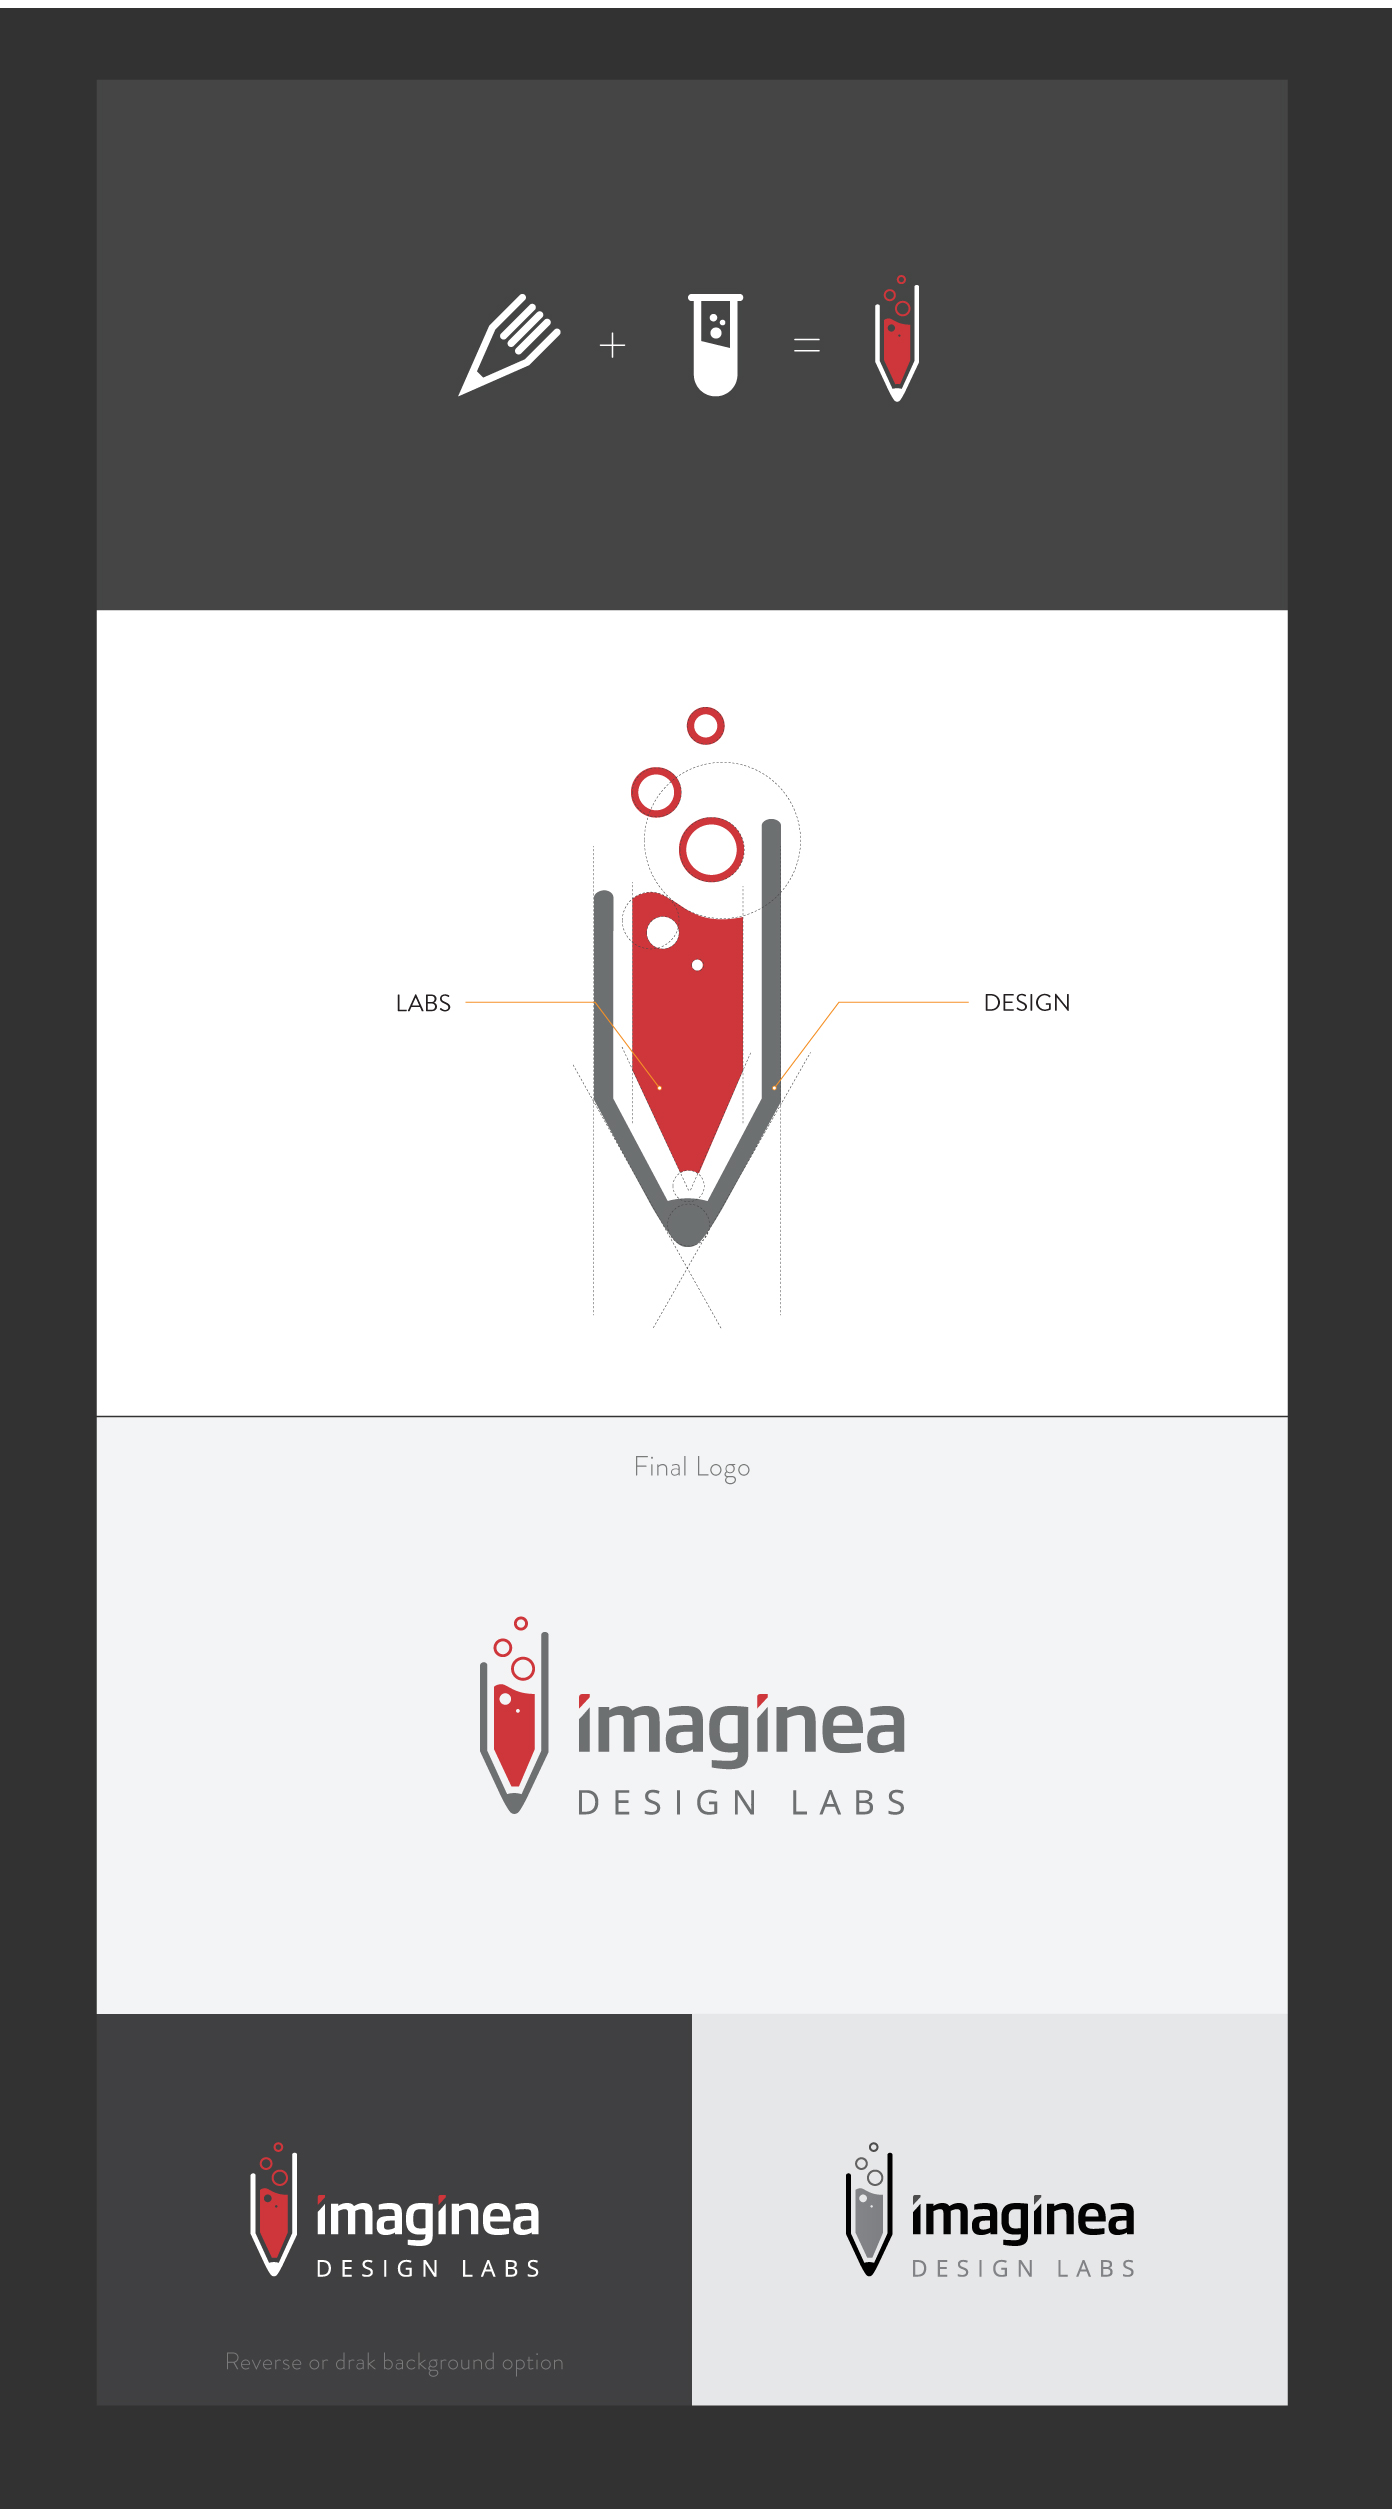 LABS
DESIGN
Final Logo
imaginea
DESIGN LABS
imaginea
DESIGN LABS
imaginea
DESIGN LABS
Reverse or drak background option